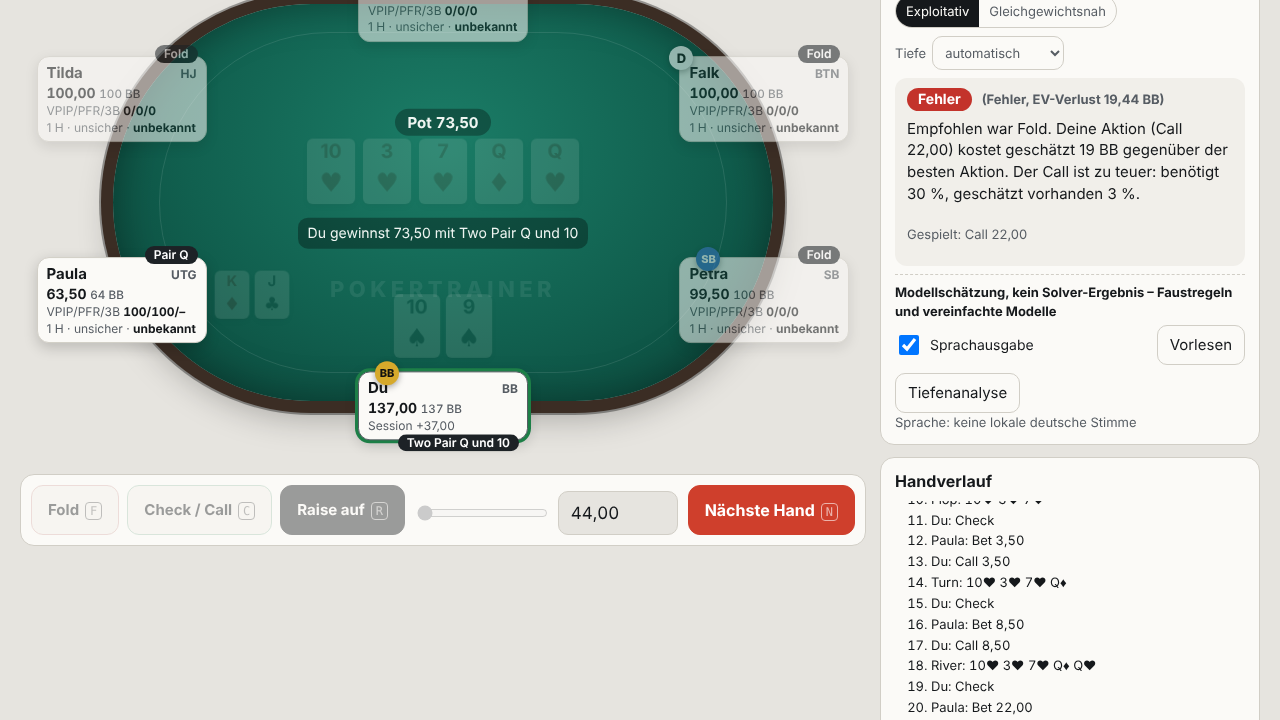 VPIP/PFR/3B 0/0/0
1 H · unsicher · unbekannt
Fold
Tilda HJ
100,00 100 BB
VPIP/PFR/3B 0/0/0
1 H · unsicher · unbekannt
D
Fold
Falk BTN
100,00 100 BB
VPIP/PFR/3B 0/0/0
1 H · unsicher · unbekannt
Pot 73,50
10♥ 3♥ 7♥ Q♦ Q♥
Du gewinnst 73,50 mit Two Pair Q und 10
Pair Q
Paula UTG
63,50 64 BB
VPIP/PFR/3B 100/100/–
1 H · unsicher · unbekannt
K♦ J♣
POKERTRAINER
10♠ 9♠
SB
Fold
Petra SB
99,50 100 BB
VPIP/PFR/3B 0/0/0
1 H · unsicher · unbekannt
BB
Du BB
137,00 137 BB
Session +37,00
Two Pair Q und 10
Fold F
Check / Call C
Raise auf R
44,00
Nächste Hand N
Exploitativ Gleichgewichtsnah
Tiefe automatisch
Fehler (Fehler, EV-Verlust 19,44 BB)
Empfohlen war Fold. Deine Aktion (Call
22,00) kostet geschätzt 19 BB gegenüber der
besten Aktion. Der Call ist zu teuer: benötigt
30 %, geschätzt vorhanden 3 %.
Gespielt: Call 22,00
Modellschätzung, kein Solver-Ergebnis – Faustregeln
und vereinfachte Modelle
Sprachausgabe
Vorlesen
Tiefenanalyse
Sprache: keine lokale deutsche Stimme
Handverlauf
10. Flop: 10♥ 3♥ 7♥
11. Du: Check
12. Paula: Bet 3,50
13. Du: Call 3,50
14. Turn: 10♥ 3♥ 7♥ Q♦
15. Du: Check
16. Paula: Bet 8,50
17. Du: Call 8,50
18. River: 10♥ 3♥ 7♥ Q♦ Q♥
19. Du: Check
20. Paula: Bet 22,00